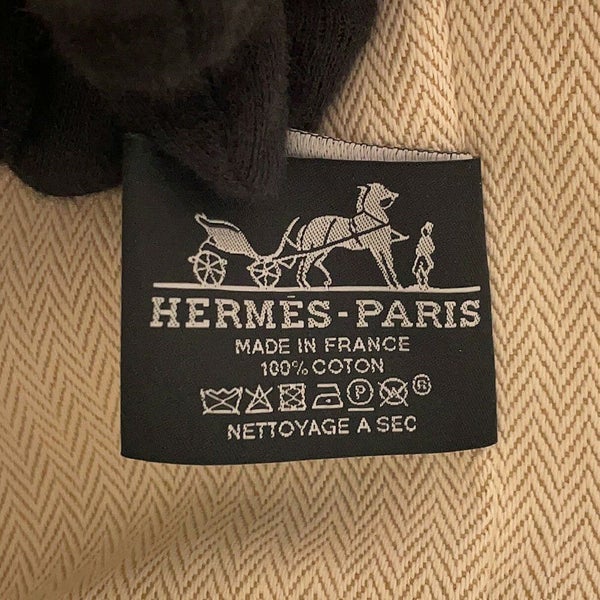 HERMÈS-PARIS
MADE IN FRANCE
100% COTON
P ®
NETTOYAGE A SEC